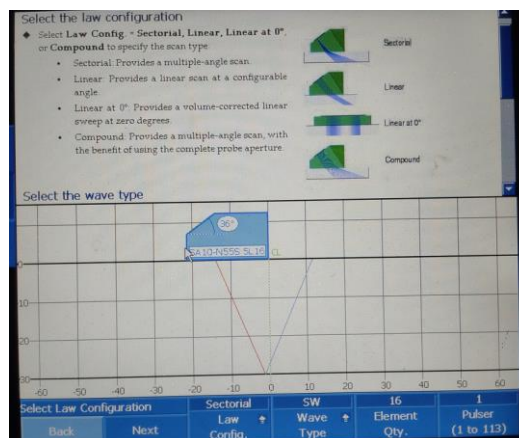 Select the law configuration
◆ Select Law Config. - Sectorial, Linear, Linear at 0°,
or Compound to specify the scan type
• Sectorial: Provides a multiple-angle scan.
• Linear: Provides a linear scan at a configurable
angle.
• Linear at 0°: Provides a volume-corrected linear
sweep at zero degrees.
• Compound: Provides a multiple-angle scan, with
the benefit of using the complete probe aperture.
Sectorial
Linear
Linear at 0°
Compound
Select the wave type
36°
SA10-N55S 5L16
CL
0
10
20
30
-60 -50 -40 -30 -20 -10 0 10 20 30 40 50 60
Select Law Configuration
Back
Next
Sectorial
Law
Config.
SW
Wave
Type
16
Element
Qty.
1
Pulser
(1 to 113)